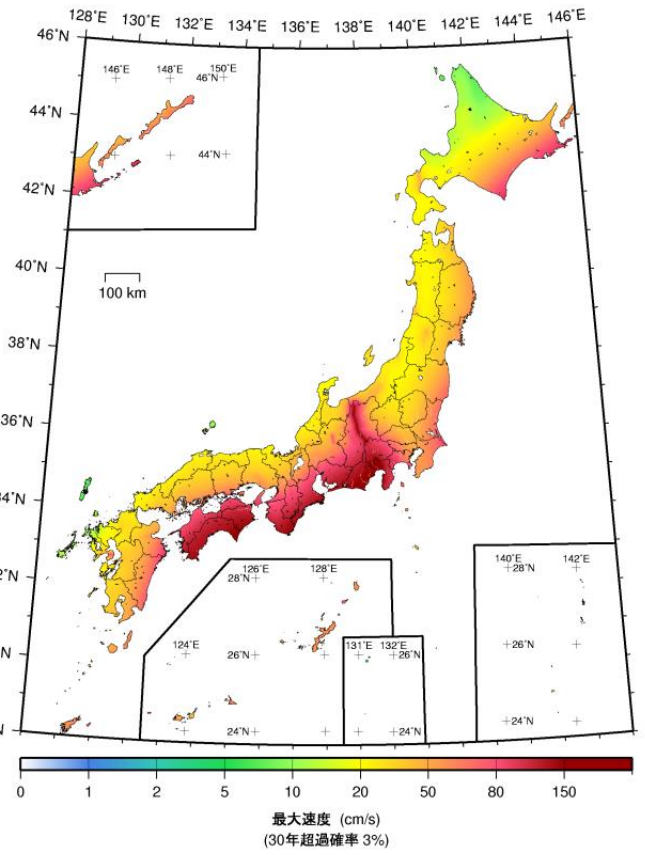 128˚E 130˚E 132˚E 134˚E 136˚E 138˚E 140˚E 142˚E 144˚E 146˚E
46˚N
146˚E 148˚E 150˚E
46˚N
44˚N
44˚N
42˚N
40˚N
100 km
38˚N
36˚N
34˚N
2˚N
140˚E 142˚E
28˚N
126˚E 128˚E
28˚N
124˚E
26˚N
131˚E 132˚E
26˚N
26˚N
N
24˚N
24˚N
24˚N
0 1 2 5 10 20 50 80 150
最大速度 (cm/s)
(30年超過確率 3%)